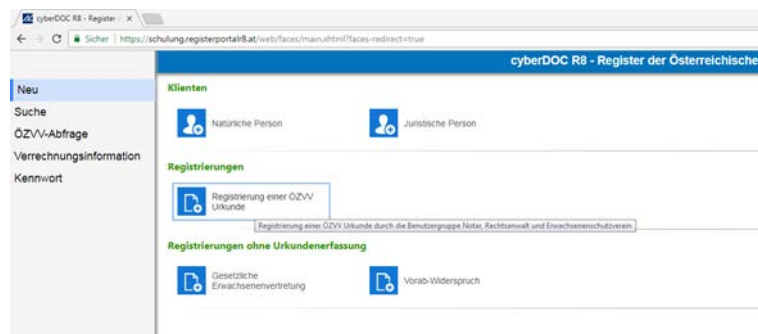 cyberDOC R8 - Register
Sicher | https://schulung.registerportalr8.at/web/faces/main.xhtml?faces-redirect=true
cyberDOC R8 - Register der Österreichische
Neu
Suche
ÖZVV-Abfrage
Verrechnungsinformation
Kennwort
Klienten
Natürliche Person
Juristische Person
Registrierungen
Registrierung einer ÖZVV
Urkunde
Registrierung einer ÖZVV Urkunde durch die Benutzergruppe Notar, Rechtsanwalt und Erwachsenenschutzverein
Registrierungen ohne Urkundenerfassung
Gesetzliche
Erwachsenenvertretung
Vorab-Widerspruch